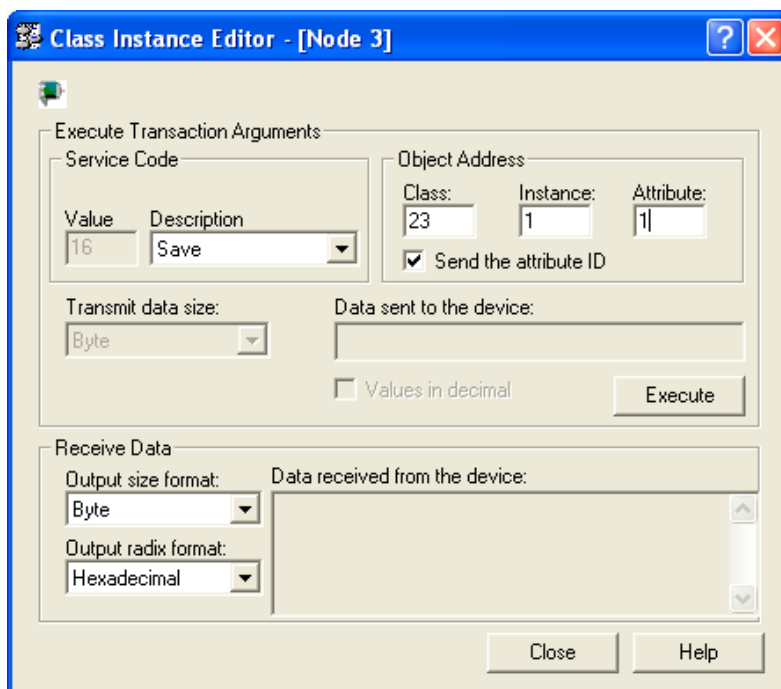 Class Instance Editor - [Node 3]
Execute Transaction Arguments
Service Code
Value
Description
16
Save
Object Address
Class:
Instance:
Attribute:
23
1
1
Send the attribute ID
Transmit data size:
Byte
Data sent to the device:
Values in decimal
Execute
Receive Data
Output size format:
Byte
Output radix format:
Hexadecimal
Data received from the device:
Close
Help